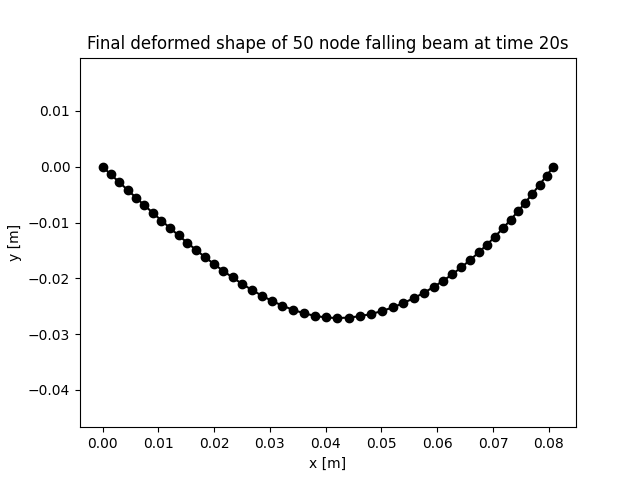 Final deformed shape of 50 node falling beam at time 20s
0.01
0.00
−0.01
−0.02
−0.03
−0.04
y [m]
0.00 0.01 0.02 0.03 0.04 0.05 0.06 0.07 0.08
x [m]